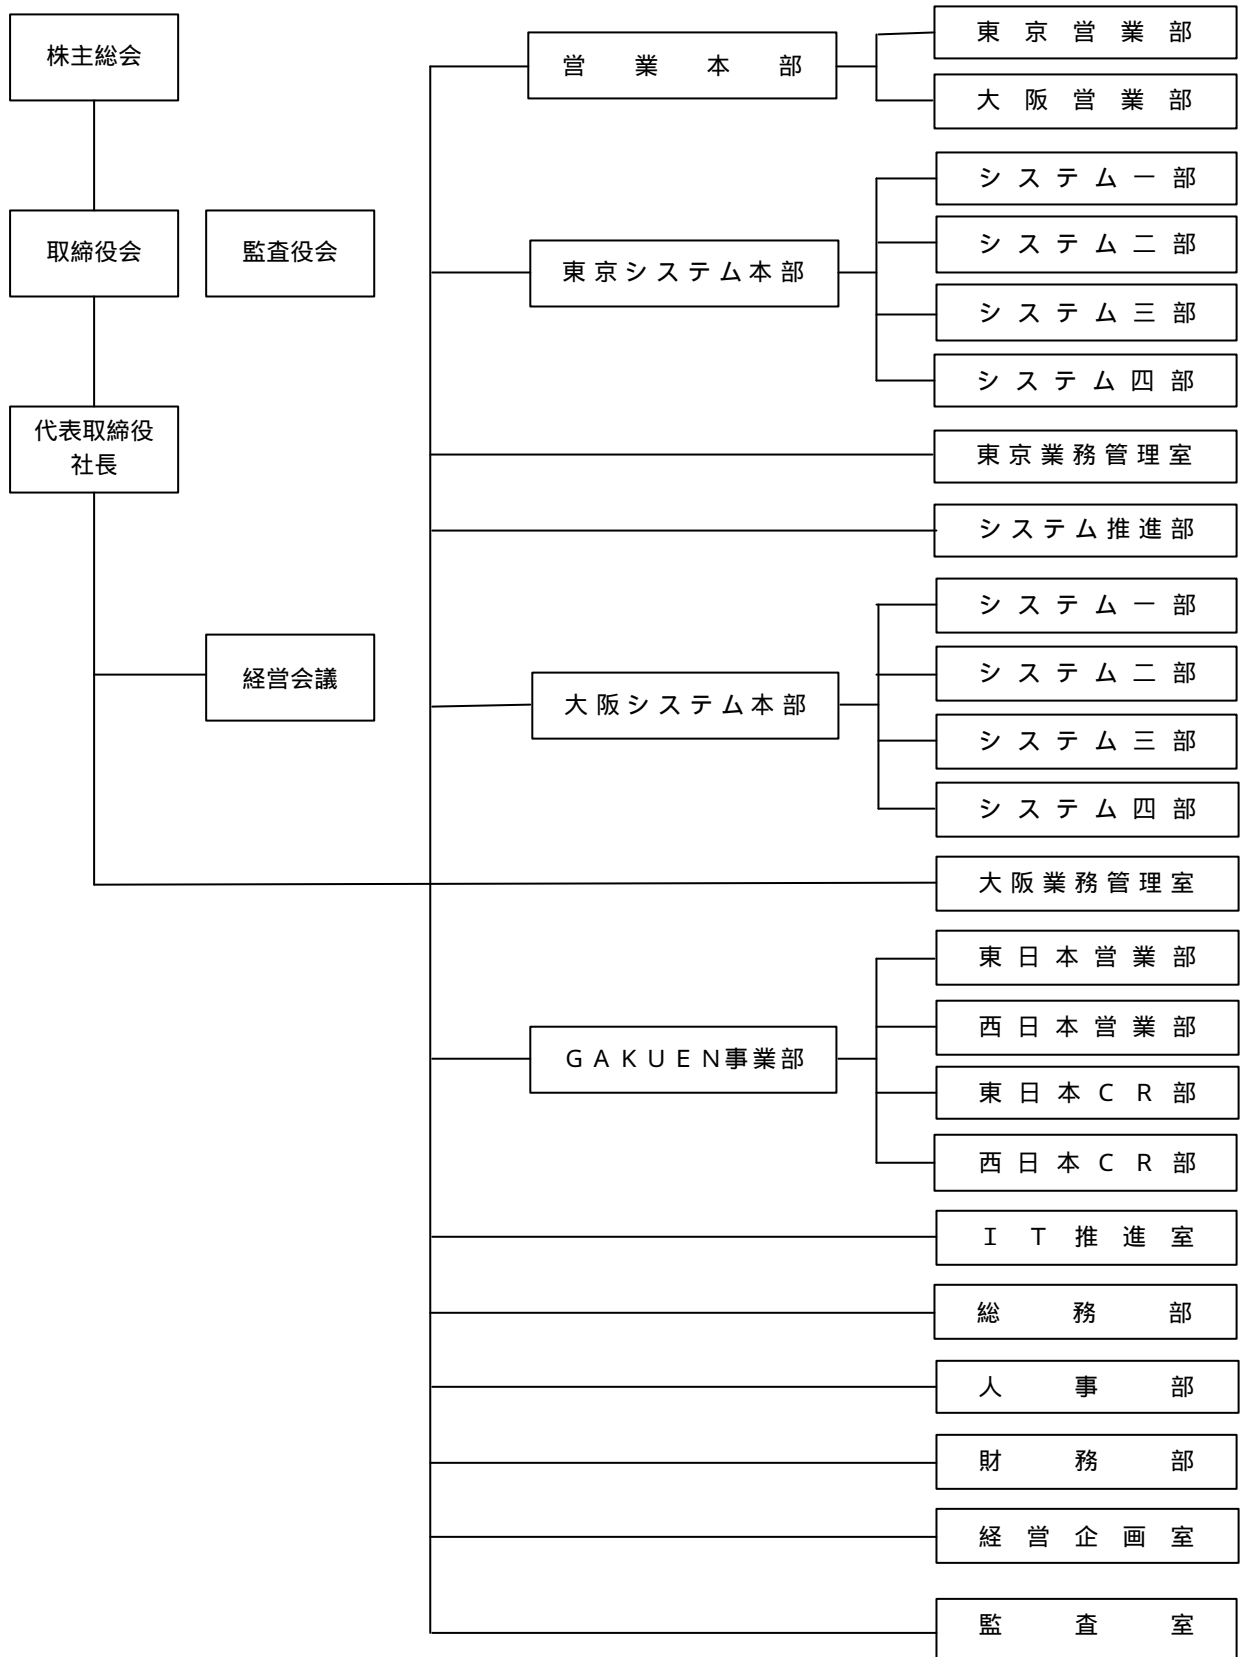 株主総会
取締役会
監査役会
代表取締役
社長
経営会議
営業本部
東京営業部
大阪営業部
東京システム本部
システム一部
システム二部
システム三部
システム四部
東京業務管理室
システム推進部
大阪システム本部
システム一部
システム二部
システム三部
システム四部
大阪業務管理室
ＧＡＫＵＥＮ事業部
東日本営業部
西日本営業部
東日本ＣＲ部
西日本ＣＲ部
ＩＴ推進室
総務部
人事部
財務部
経営企画室
監査室